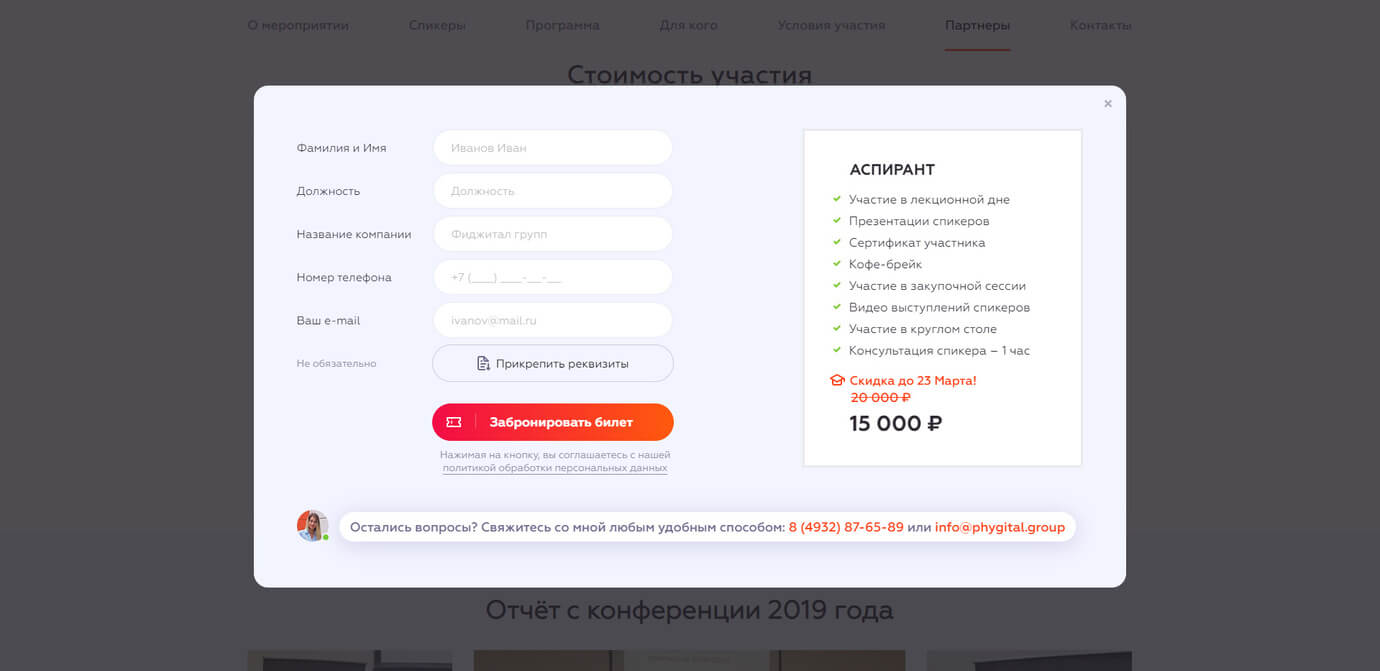 О мероприятии Спикеры Программа Для кого Условия участия Партнеры Контакты
Стоимость участия
×
Фамилия и Имя Иванов Иван
Должность Должность
Название компании Фиджитал групп
Номер телефона +7 (___) ___-__-__
Ваш e-mail ivanov@mail.ru
Не обязательно Прикрепить реквизиты
Забронировать билет
Нажимая на кнопку, вы соглашаетесь с нашей
политикой обработки персональных данных
АСПИРАНТ
Участие в лекционной дне
Презентации спикеров
Сертификат участника
Кофе-брейк
Участие в закупочной сессии
Видео выступлений спикеров
Участие в круглом столе
Консультация спикера – 1 час
Скидка до 23 Марта!
20 000 ₽
15 000 ₽
Остались вопросы? Свяжитесь со мной любым удобным способом: 8 (4932) 87-65-89 или info@phygital.group
Отчёт с конференции 2019 года